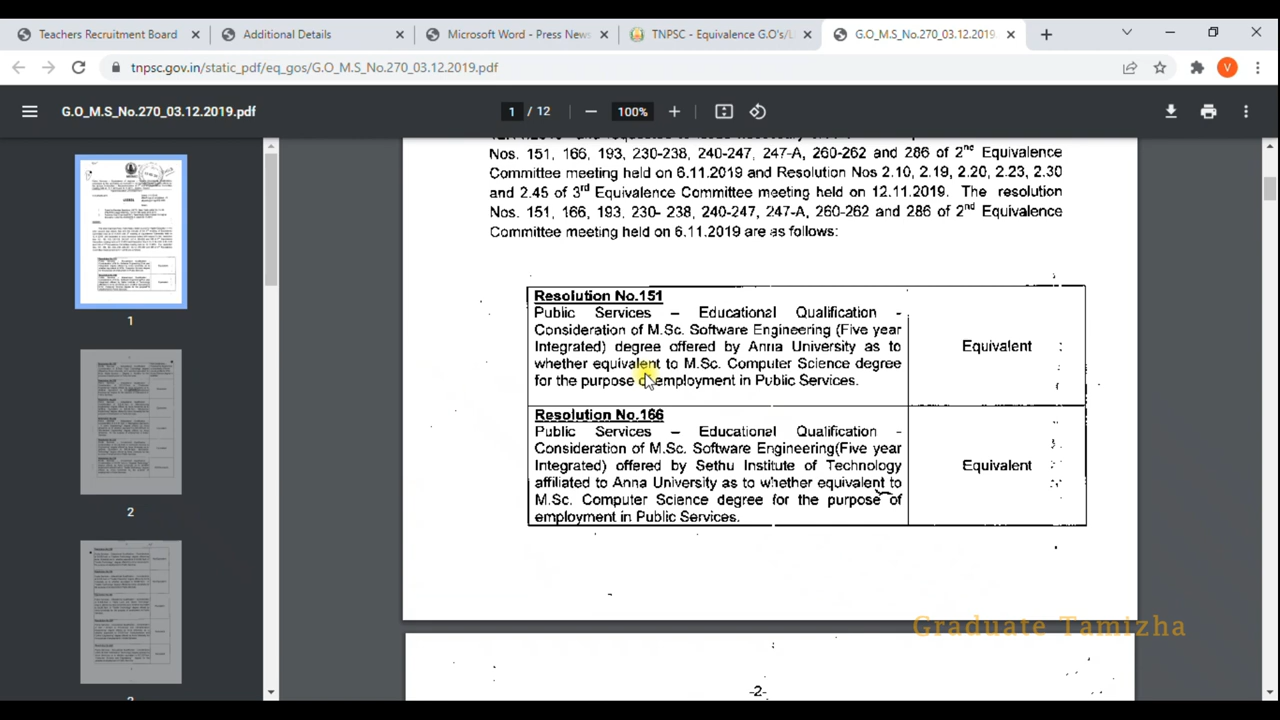 Teachers Recruitment Board
Additional Details
Microsoft Word - Press News
TNPSC - Equivalence G.O's/L
G.O_M.S_No.270_03.12.2019.
tnpsc.gov.in/static_pdf/eq_gos/G.O_M.S_No.270_03.12.2019.pdf
V
G.O_M.S_No.270_03.12.2019.pdf
1 / 12
100%
Nos. 151, 166, 193, 230-238, 240-247, 247-A, 260-262 and 286 of 2nd Equivalence
Committee meeting held on 6.11.2019 and Resolution Nos 2.10, 2.19, 2.20, 2.23, 2.30
and 2.45 of 3rd Equivalence Committee meeting held on 12.11.2019. The resolution
Nos. 151, 166, 193, 230- 238, 240-247, 247-A, 260-262 and 286 of 2nd Equivalence
Committee meeting held on 6.11.2019 are as follows:
Resolution No.151
Public Services – Educational Qualification -
Consideration of M.Sc. Software Engineering (Five year
Integrated) degree offered by Anna University as to
whether equivalent to M.Sc. Computer Science degree
for the purpose of employment in Public Services.
Equivalent
Resolution No.166
Public Services – Educational Qualification -
Consideration of M.Sc. Software Engineering(Five year
Integrated) offered by Sethu Institute of Technology
affiliated to Anna University as to whether equivalent to
M.Sc. Computer Science degree for the purpose of
employment in Public Services.
Equivalent
-2-
1
2
Graduate Tamizha